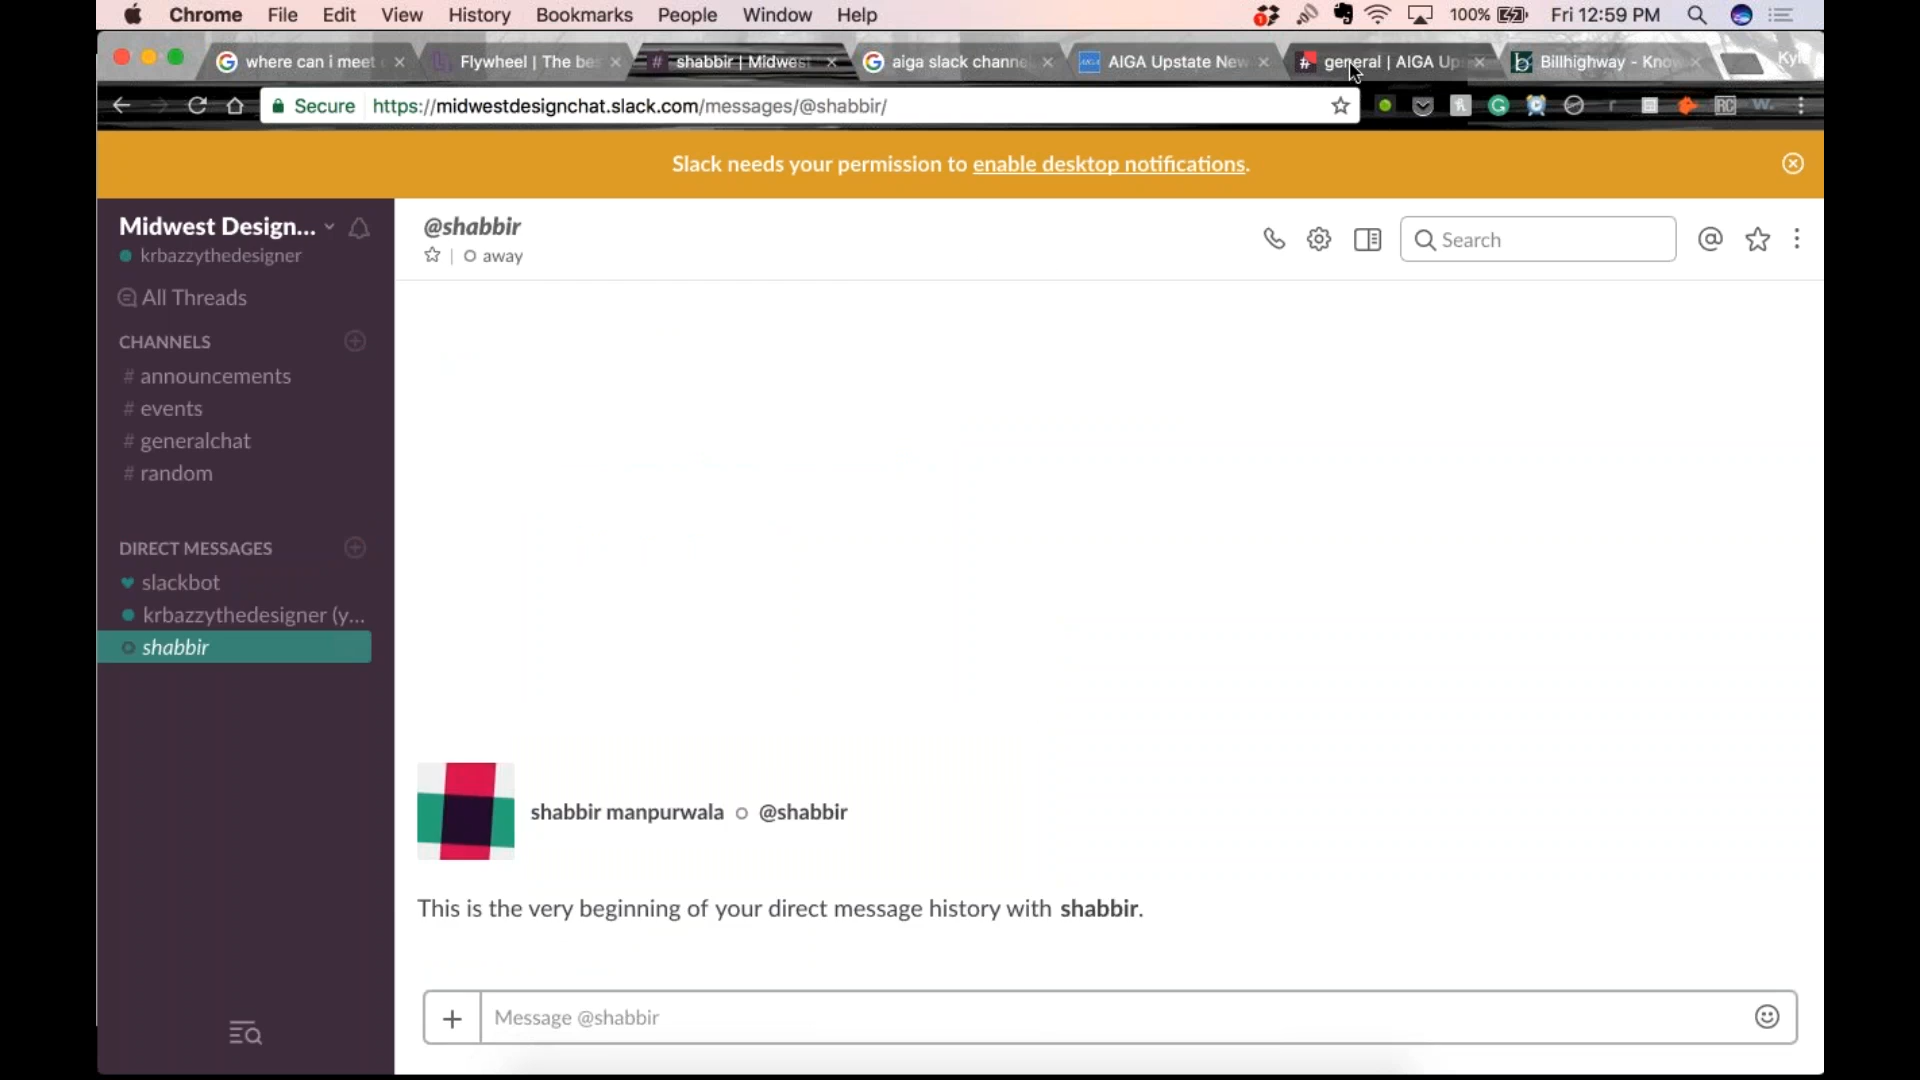 Chrome File Edit View History Bookmarks People Window Help 1 100% Fri 12:59 PM
where can i meet
Flywheel | The be
# shabbir | Midwest
aiga slack channe
AIGA Upstate New
# general | AIGA Up
Billhighway - Kno
Kyle
Secure https://midwestdesignchat.slack.com/messages/@shabbir/ RC W.
Slack needs your permission to enable desktop notifications.
Midwest Design...
krbazzythedesigner
All Threads
CHANNELS
# announcements
# events
# generalchat
# random
DIRECT MESSAGES
slackbot
krbazzythedesigner (y...
shabbir
@shabbir
away
Search
shabbir manpurwala @shabbir
This is the very beginning of your direct message history with shabbir.
+ Message @shabbir